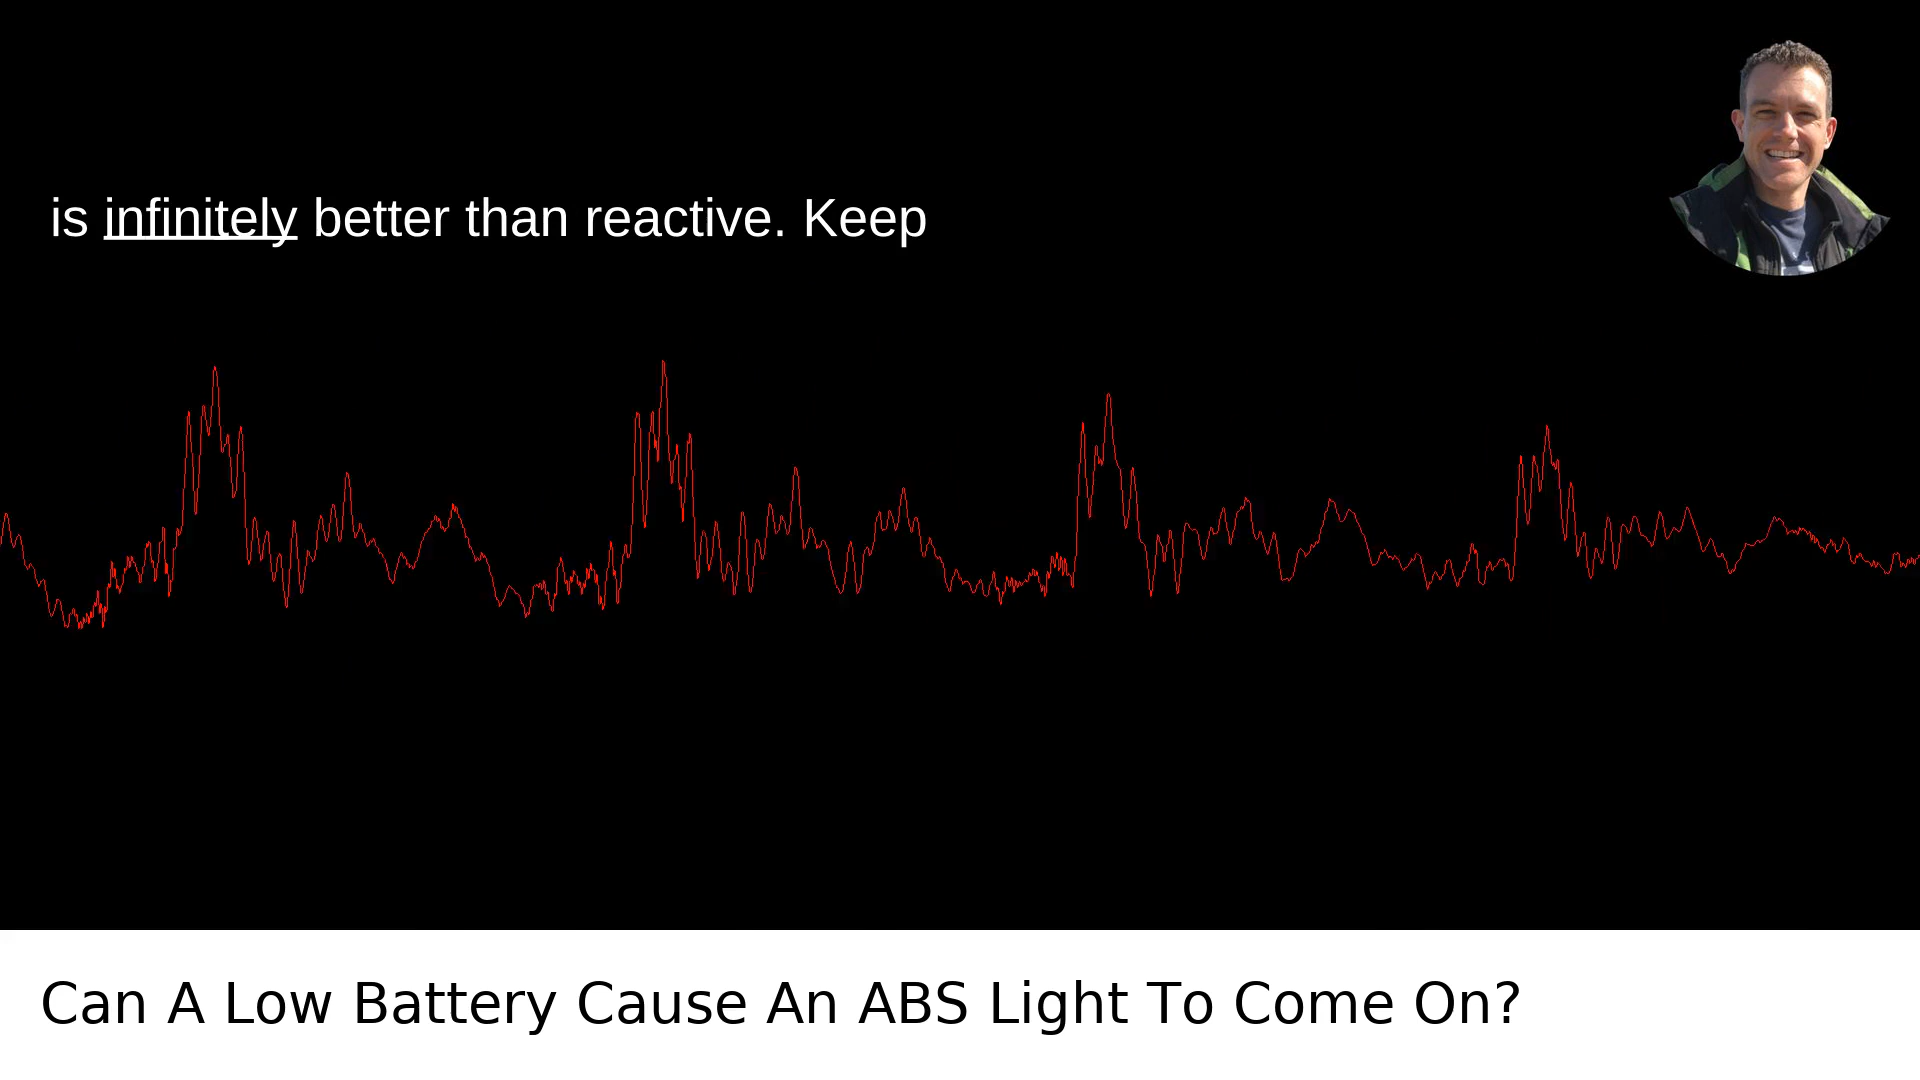 is infinitely better than reactive. Keep
Can A Low Battery Cause An ABS Light To Come On?